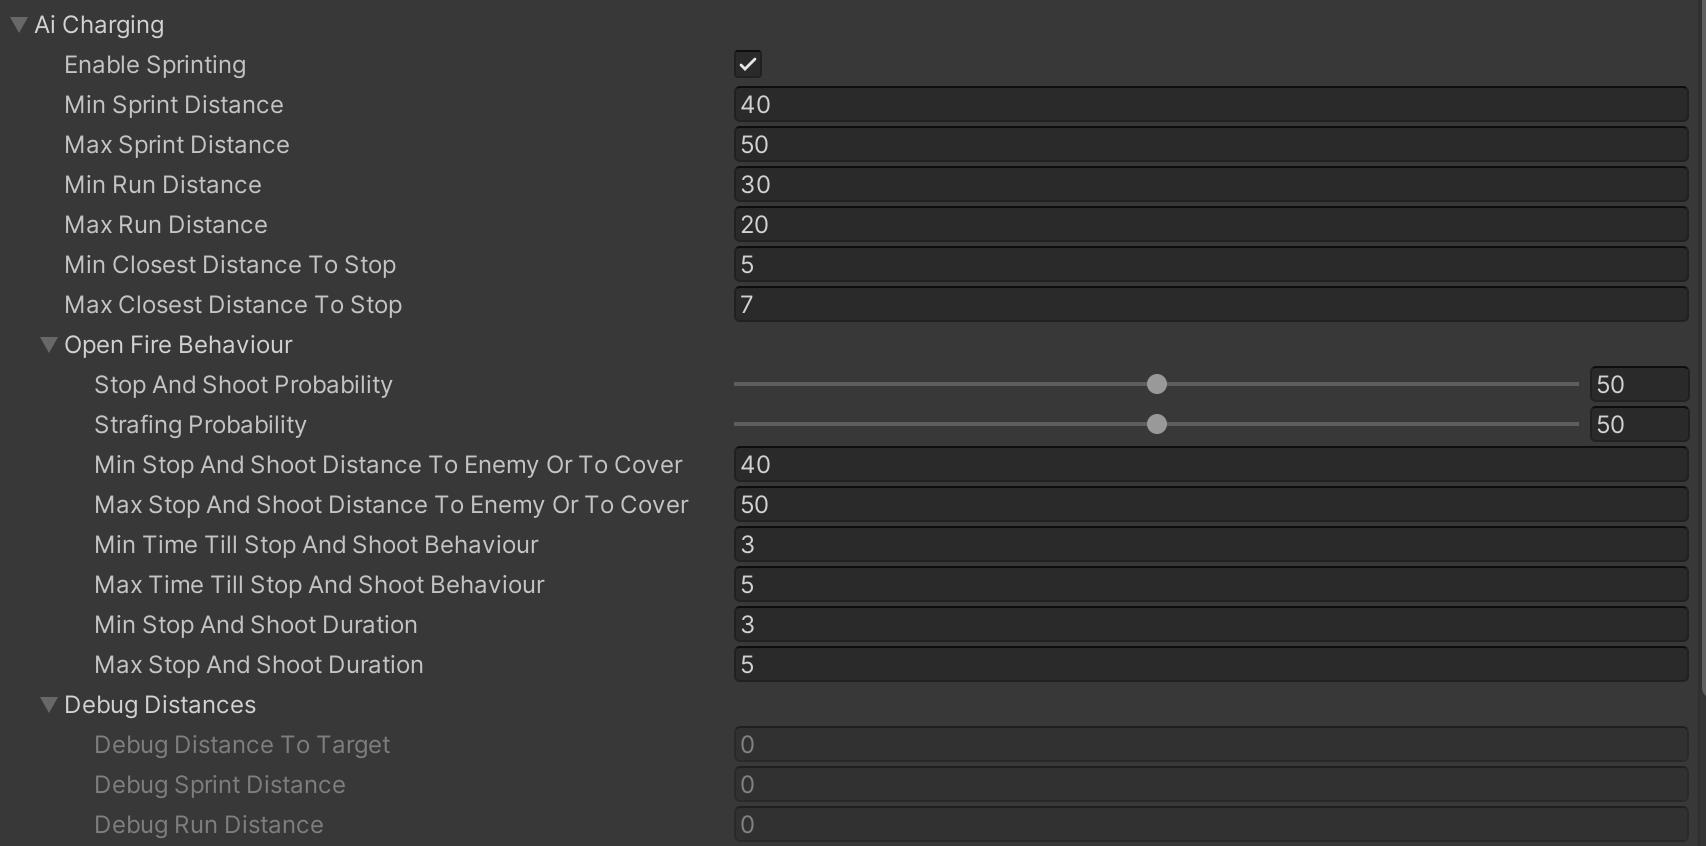 Ai Charging
Enable Sprinting
Min Sprint Distance 40
Max Sprint Distance 50
Min Run Distance 30
Max Run Distance 20
Min Closest Distance To Stop 5
Max Closest Distance To Stop 7
Open Fire Behaviour
Stop And Shoot Probability 50
Strafing Probability 50
Min Stop And Shoot Distance To Enemy Or To Cover 40
Max Stop And Shoot Distance To Enemy Or To Cover 50
Min Time Till Stop And Shoot Behaviour 3
Max Time Till Stop And Shoot Behaviour 5
Min Stop And Shoot Duration 3
Max Stop And Shoot Duration 5
Debug Distances
Debug Distance To Target 0
Debug Sprint Distance 0
Debug Run Distance 0